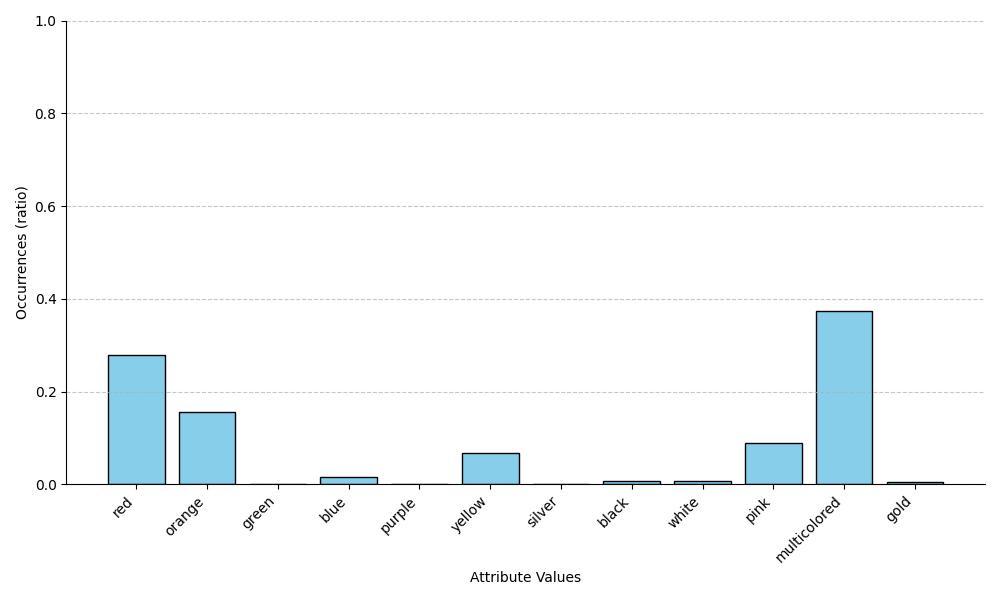 1.0
0.8
0.6
0.4
0.2
0.0
Occurrences (ratio)
red
orange
green
blue
purple
yellow
silver
black
white
pink
multicolored
gold
Attribute Values